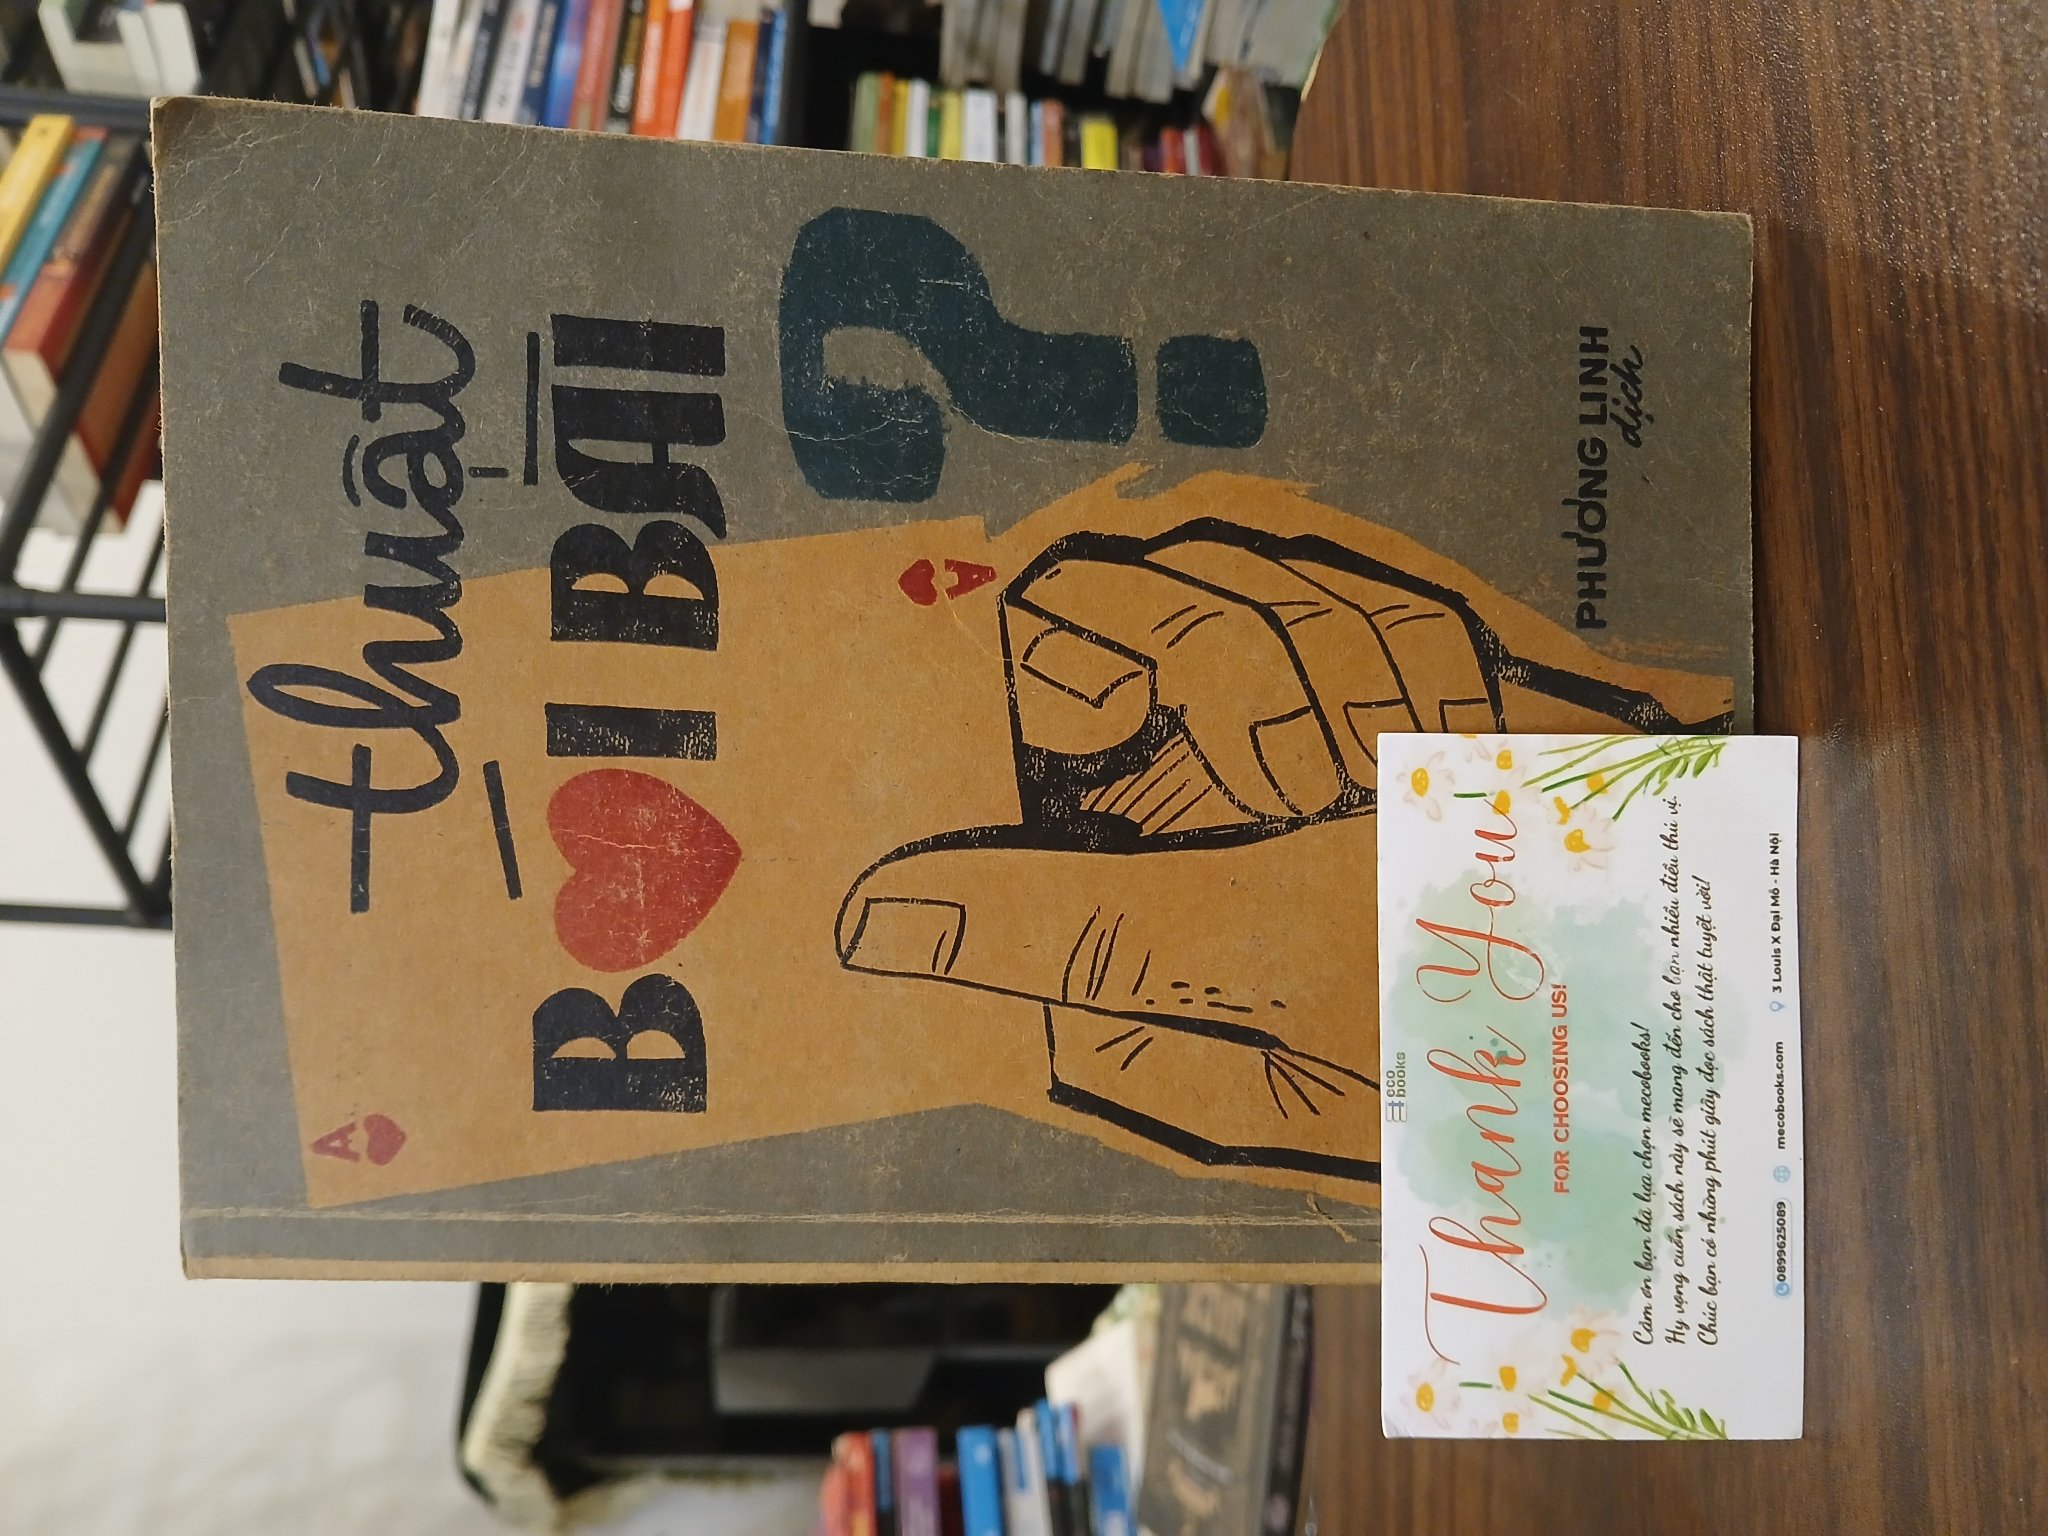 A
thuật
BÓI BÀI
?
A
PHƯƠNG LINH
dịch
ecco
books
Thank You
FOR CHOOSING US!
Cảm ơn bạn đã lựa chọn mecobooks!
Hy vọng cuốn sách này sẽ mang đến cho bạn nhiều điều thú vị.
Chúc bạn có những phút giây đọc sách thật tuyệt vời!
0899625089 mecobooks.com 3 Louis X Đại Mỗ - Hà Nội